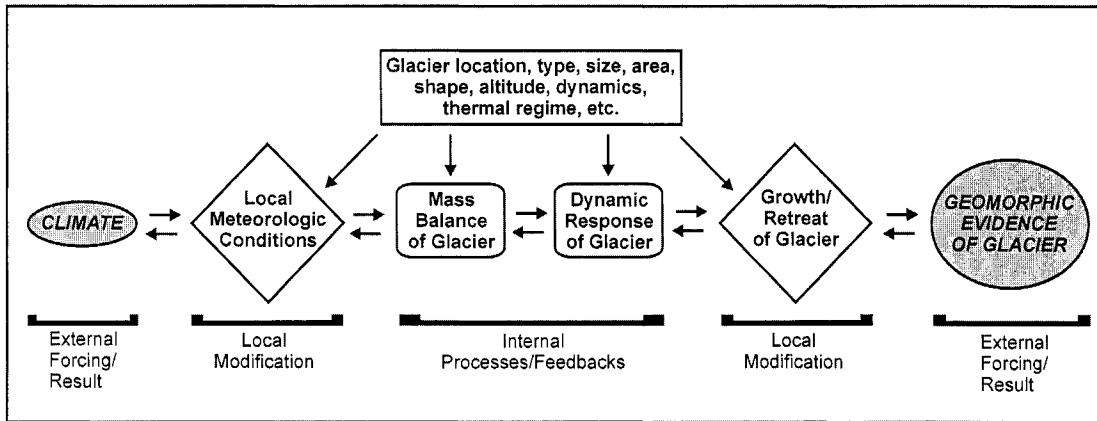 Glacier location, type, size, area,
shape, altitude, dynamics,
thermal regime, etc.
CLIMATE
Local
Meteorologic
Conditions
Mass
Balance
of Glacier
Dynamic
Response
of Glacier
Growth/
Retreat
of Glacier
GEOMORPHIC
EVIDENCE
OF GLACIER
External
Forcing/
Result
Local
Modification
Internal
Processes/Feedbacks
Local
Modification
External
Forcing/
Result